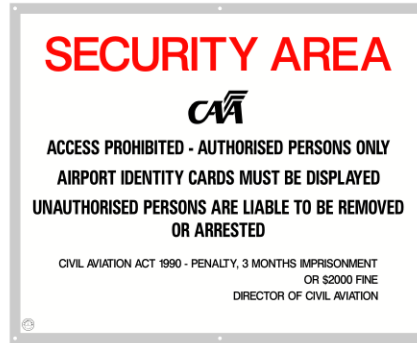 SECURITY AREA
CAA
ACCESS PROHIBITED - AUTHORISED PERSONS ONLY
AIRPORT IDENTITY CARDS MUST BE DISPLAYED
UNAUTHORISED PERSONS ARE LIABLE TO BE REMOVED
OR ARRESTED
CIVIL AVIATION ACT 1990 - PENALTY, 3 MONTHS IMPRISONMENT
OR $2000 FINE
DIRECTOR OF CIVIL AVIATION